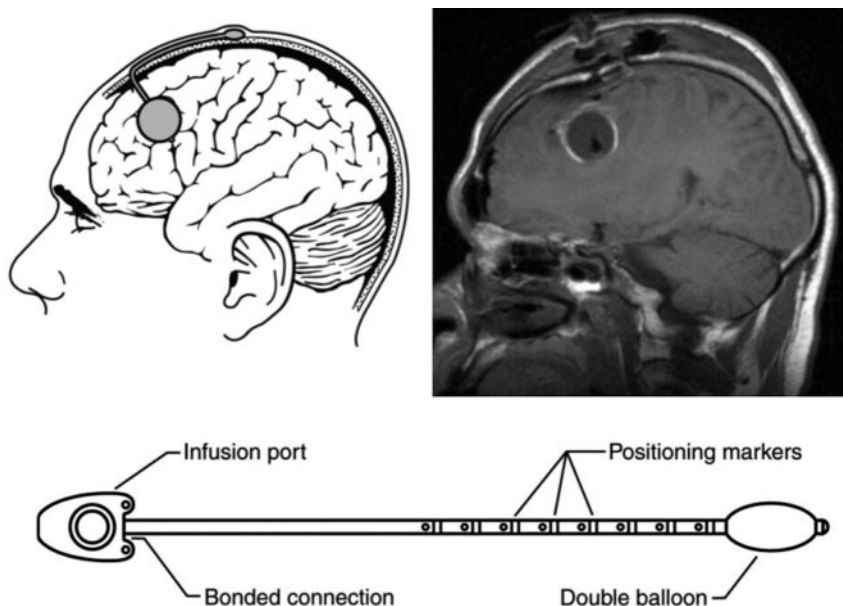 Infusion port
Positioning markers
Bonded connection
Double balloon